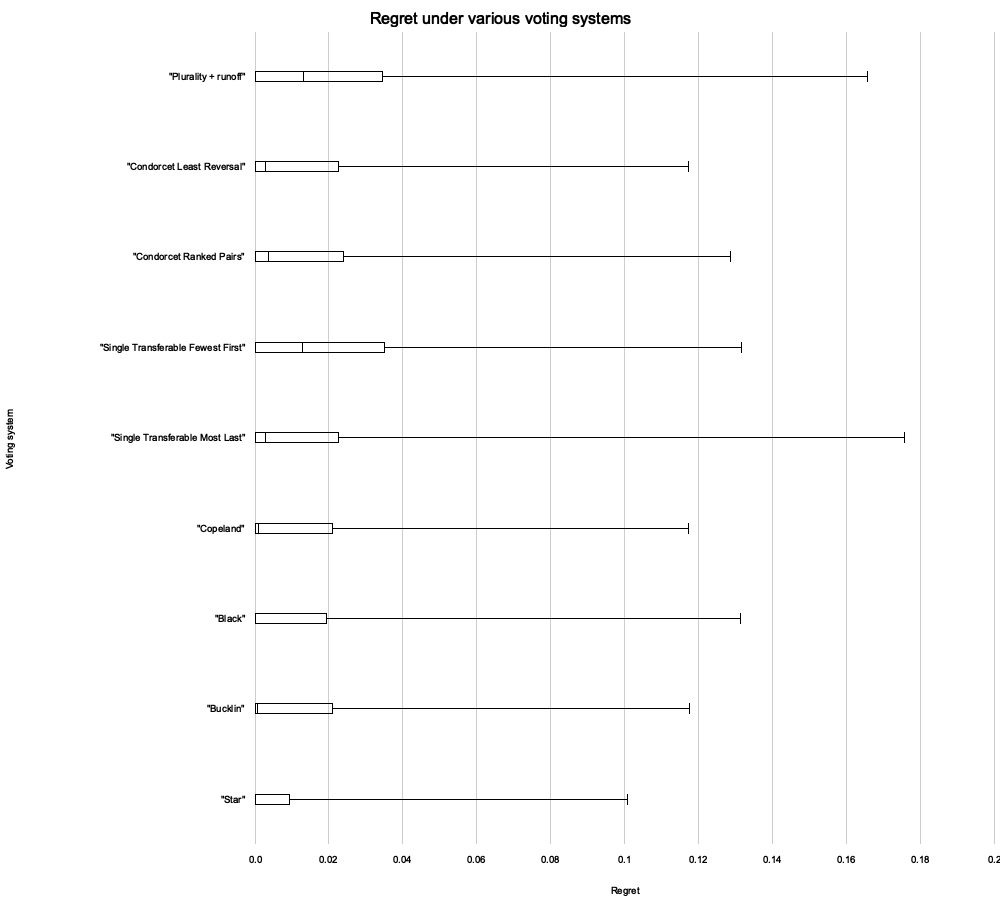 Regret under various voting systems
"Plurality + runoff"
"Condorcet Least Reversal"
"Condorcet Ranked Pairs"
"Single Transferable Fewest First"
"Single Transferable Most Last"
"Copeland"
"Black"
"Bucklin"
"Star"
Voting system
0.0 0.02 0.04 0.06 0.08 0.1 0.12 0.14 0.16 0.18 0.2
Regret